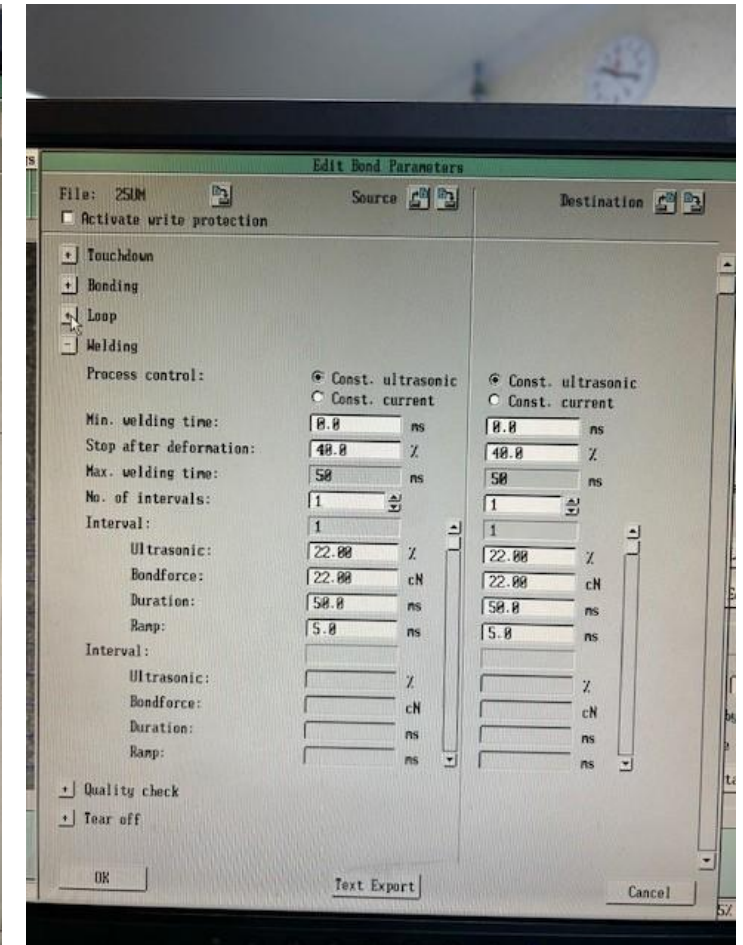 Edit Bond Parameters
File: 25UM Source Destination
Activate write protection
+ Touchdown
+ Bonding
+ Loop
- Welding
Process control: Const. ultrasonic Const. ultrasonic
Const. current Const. current
Min. welding time: 0.0 ms 0.0 ms
Stop after deformation: 40.0 % 40.0 %
Max. welding time: 50 ms 50 ms
No. of intervals: 1 1
Interval: 1 1
Ultrasonic: 22.00 % 22.00 %
Bondforce: 22.00 cN 22.00 cN
Duration: 50.0 ms 50.0 ms
Ramp: 5.0 ms 5.0 ms
Interval:
Ultrasonic: % %
Bondforce: cN cN
Duration: ms ms
Ramp: ms ms
+ Quality check
+ Tear off
OK Text Export Cancel
5%